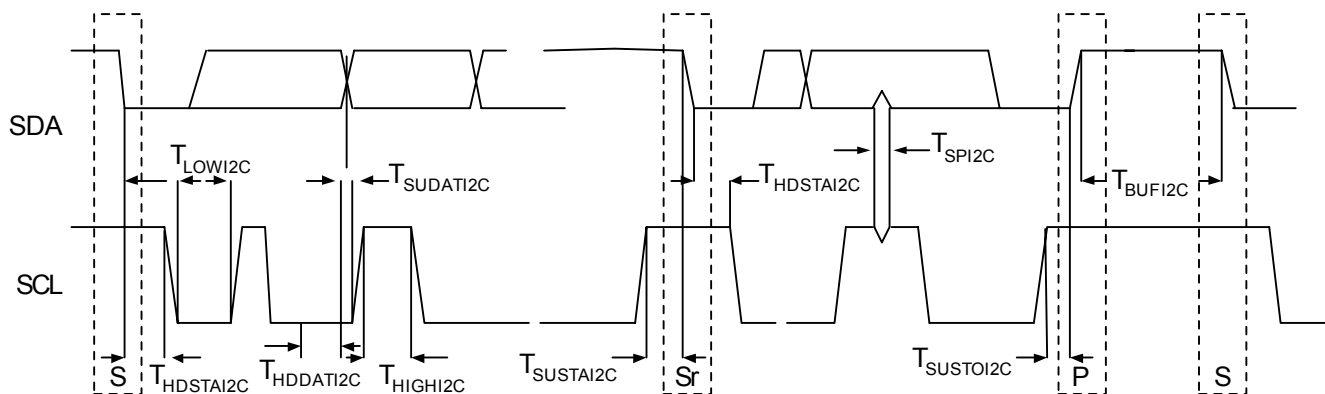 SDA
T_LOWI2C
T_SUDATI2C
T_HDSTAI2C
T_SPI2C
T_BUFI2C
SCL
S
T_HDSTAI2C
T_HDDATI2C
T_HIGHI2C
T_SUSTAI2C
Sr
T_SUSTOI2C
P
S